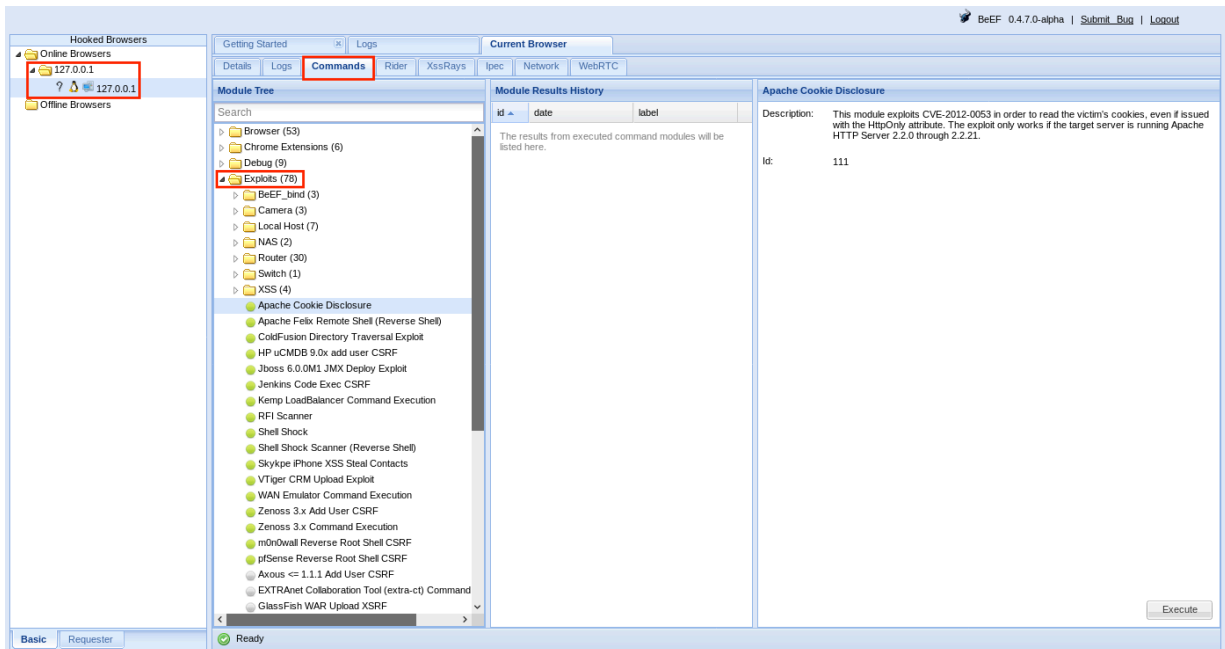 BeEF 0.4.7.0-alpha | Submit Bug | Logout
Hooked Browsers
Online Browsers
127.0.0.1
? 127.0.0.1
Offline Browsers
Basic
Requester
Getting Started
Logs
Current Browser
Details
Logs
Commands
Rider
XssRays
Ipec
Network
WebRTC
Module Tree
Search
Browser (53)
Chrome Extensions (6)
Debug (9)
Exploits (78)
BeEF_bind (3)
Camera (3)
Local Host (7)
NAS (2)
Router (30)
Switch (1)
XSS (4)
Apache Cookie Disclosure
Apache Felix Remote Shell (Reverse Shell)
ColdFusion Directory Traversal Exploit
HP uCMDB 9.0x add user CSRF
Jboss 6.0.0M1 JMX Deploy Exploit
Jenkins Code Exec CSRF
Kemp LoadBalancer Command Execution
RFI Scanner
Shell Shock
Shell Shock Scanner (Reverse Shell)
Skykpe iPhone XSS Steal Contacts
VTiger CRM Upload Exploit
WAN Emulator Command Execution
Zenoss 3.x Add User CSRF
Zenoss 3.x Command Execution
m0n0wall Reverse Root Shell CSRF
pfSense Reverse Root Shell CSRF
Axous <= 1.1.1 Add User CSRF
EXTRAnet Collaboration Tool (extra-ct) Command
GlassFish WAR Upload XSRF
Module Results History
id date label
The results from executed command modules will be
listed here.
Apache Cookie Disclosure
Description: This module exploits CVE-2012-0053 in order to read the victim's cookies, even if issued
with the HttpOnly attribute. The exploit only works if the target server is running Apache
HTTP Server 2.2.0 through 2.2.21.
Id: 111
Execute
Ready